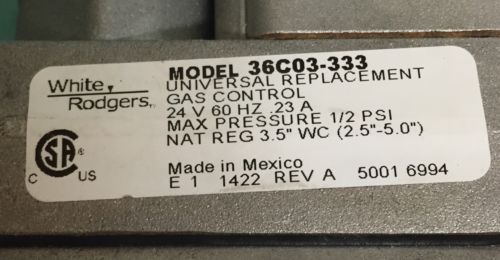 White
Rodgers
MODEL 36C03-333
UNIVERSAL REPLACEMENT
GAS CONTROL
24 V 60 HZ .23 A
MAX PRESSURE 1/2 PSI
NAT REG 3.5" WC (2.5"-5.0")
CSA ®
C US
Made in Mexico
E 1 1422 REV A 5001 6994